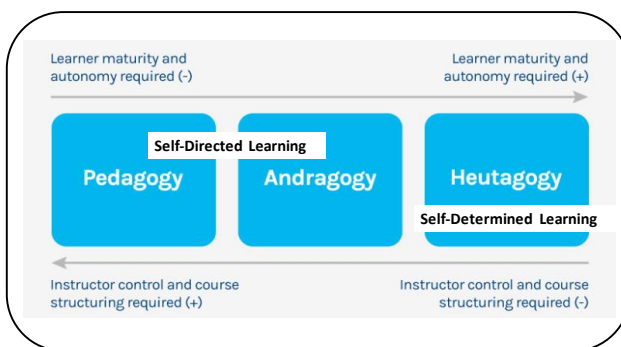 Learner maturity and
autonomy required (-)
Learner maturity and
autonomy required (+)
Self-Directed Learning
Pedagogy
Andragogy
Heutagogy
Self-Determined Learning
Instructor control and course
structuring required (+)
Instructor control and course
structuring required (-)